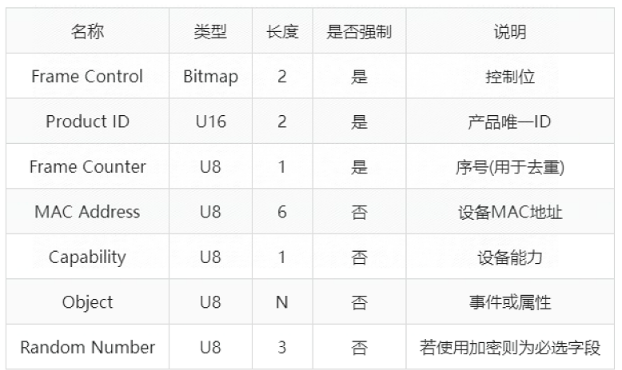 名称 类型 长度 是否强制 说明
Frame Control Bitmap 2 是 控制位
Product ID U16 2 是 产品唯一ID
Frame Counter U8 1 是 序号(用于去重)
MAC Address U8 6 否 设备MAC地址
Capability U8 1 否 设备能力
Object U8 N 否 事件或属性
Random Number U8 3 否 若使用加密则为必选字段